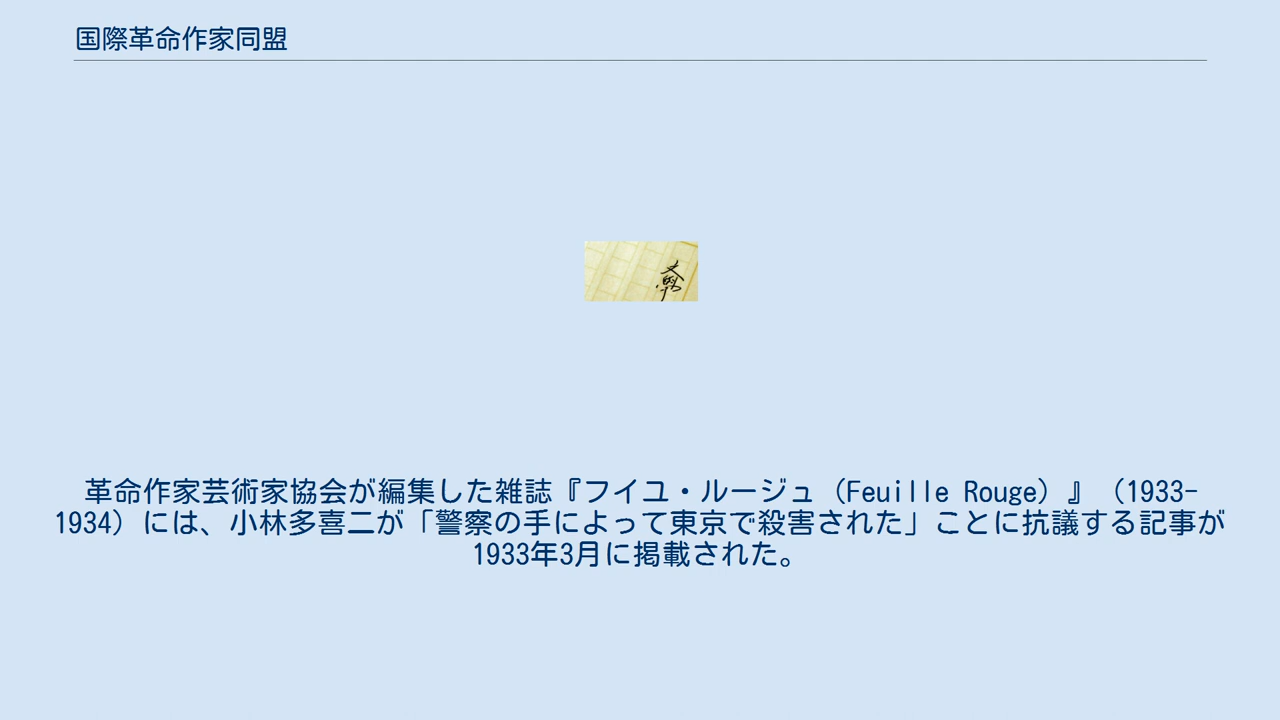 国際革命作家同盟
革命作家芸術家協会が編集した雑誌『フイユ・ルージュ（Feuille Rouge）』（1933-
1934）には、小林多喜二が「警察の手によって東京で殺害された」ことに抗議する記事が
1933年3月に掲載された。